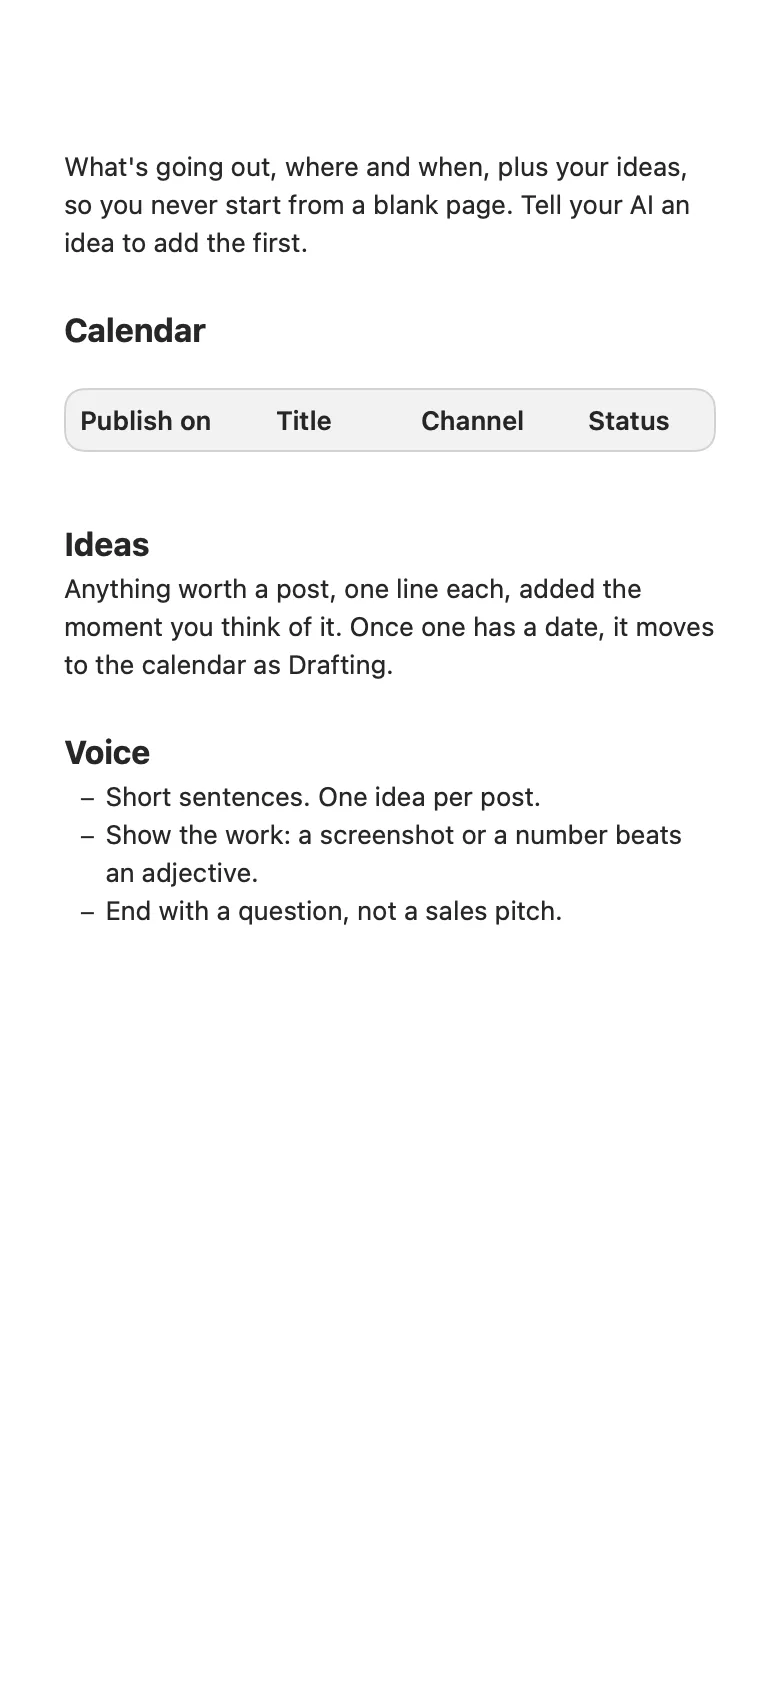 What's going out, where and when, plus your ideas,
so you never start from a blank page. Tell your AI an
idea to add the first.
Calendar
Publish on Title Channel Status
Ideas
Anything worth a post, one line each, added the
moment you think of it. Once one has a date, it moves
to the calendar as Drafting.
Voice
– Short sentences. One idea per post.
– Show the work: a screenshot or a number beats
an adjective.
– End with a question, not a sales pitch.